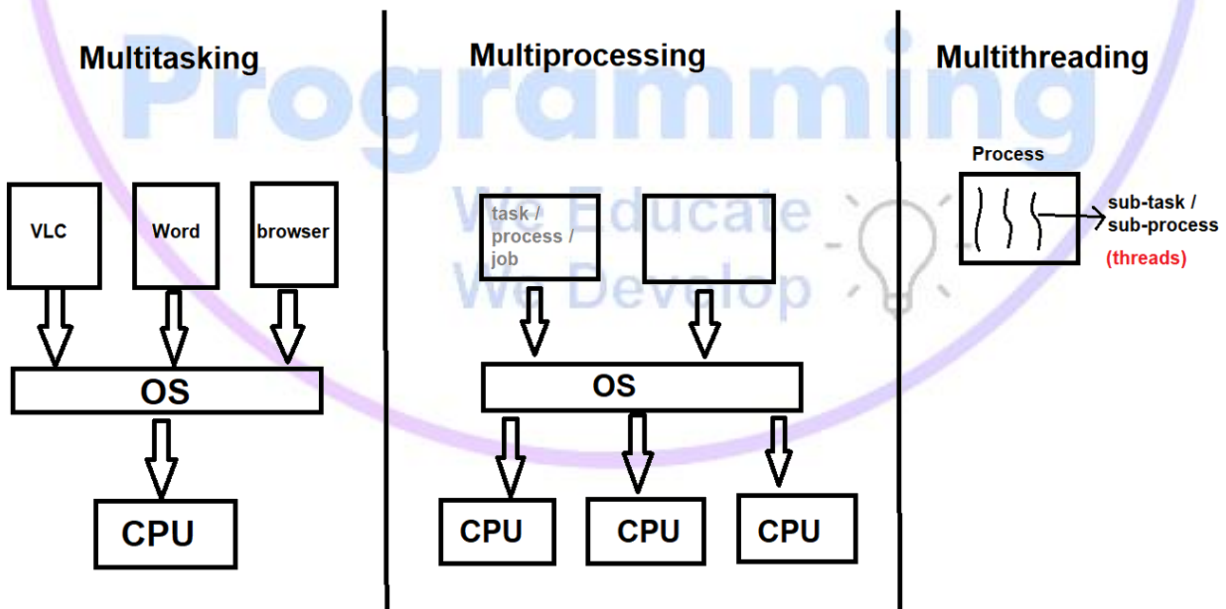 Programming
We Educate
We Develop
Multitasking
VLC
Word
browser
OS
CPU
Multiprocessing
task /
process /
job
OS
CPU
CPU
CPU
Multithreading
Process
sub-task /
sub-process
(threads)